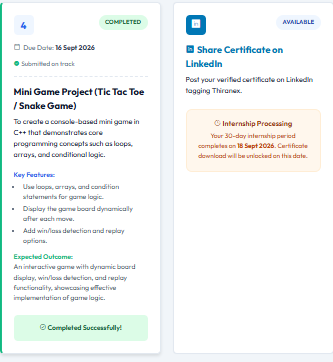 4
COMPLETED
Due Date: 16 Sept 2026
Submitted on track
Mini Game Project (Tic Tac Toe
/ Snake Game)
To create a console-based mini game in
C++ that demonstrates core
programming concepts such as loops,
arrays, and conditional logic.
Key Features:
• Use loops, arrays, and condition
statements for game logic.
• Display the game board dynamically
after each move.
• Add win/loss detection and replay
options.
Expected Outcome:
An interactive game with dynamic board
display, win/loss detection, and replay
functionality, showcasing effective
implementation of game logic.
Completed Successfully!
in
AVAILABLE
in Share Certificate on
LinkedIn
Post your verified certificate on LinkedIn
tagging Thiranex.
Internship Processing
Your 30-day internship period
completes on 18 Sept 2026. Certificate
download will be unlocked on this date.